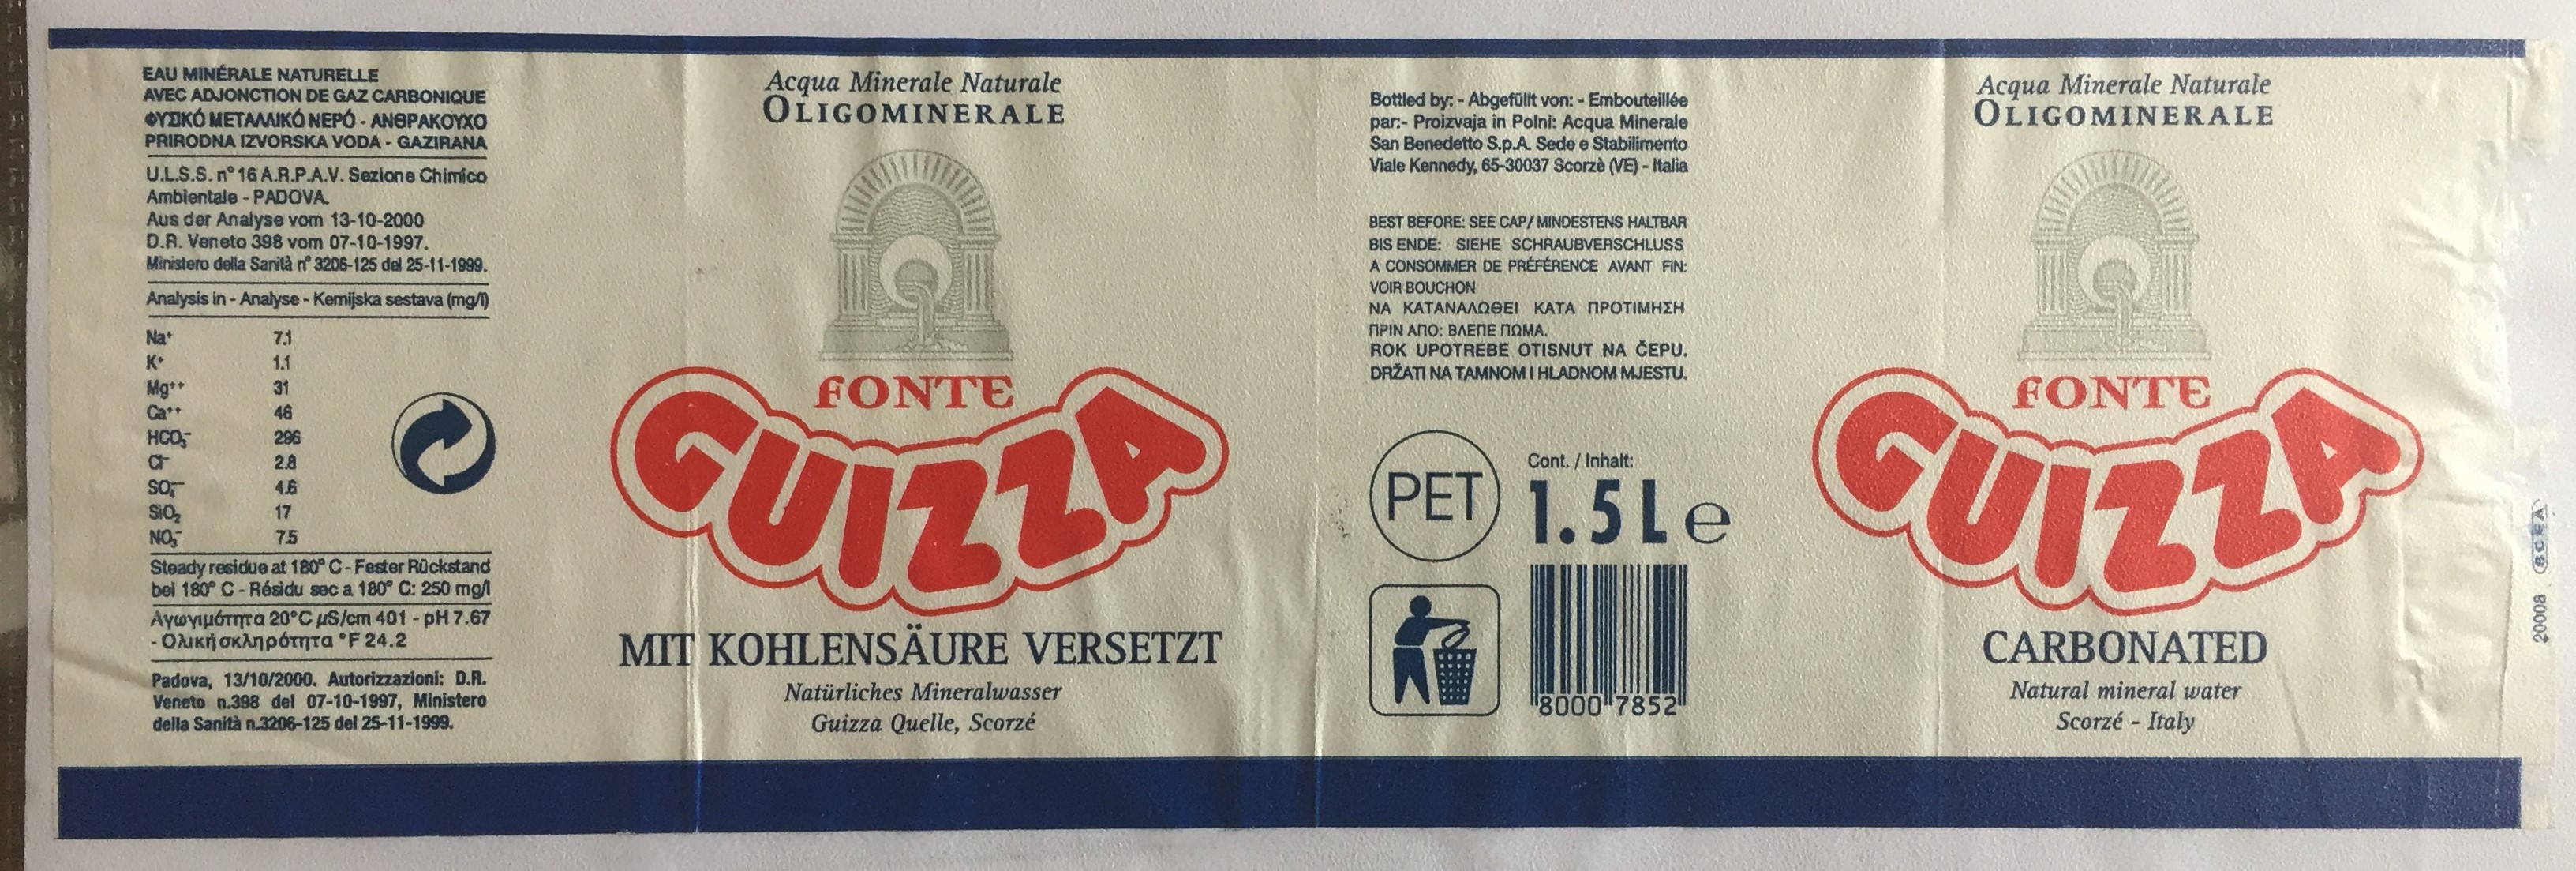 EAU MINÉRALE NATURELLE
AVEC ADJONCTION DE GAZ CARBONIQUE
ΦΥΣΙΚΌ ΜΕΤΑΛΛΙΚΌ ΝΕΡΌ - ΑΝΘΡΑΚΟΥΧΟ
PRIRODNA IZVORSKA VODA - GAZIRANA
U.L.S.S. n° 16 A.R.P.A.V. Sezione Chimico
Ambientale - PADOVA.
Aus der Analyse vom 13-10-2000
D.R. Veneto 398 vom 07-10-1997.
Ministero della Sanità n° 3206-125 del 25-11-1999.
Analysis in - Analyse - Kemijska sestava (mg/l)
Na⁺ 7.1
K⁺ 1.1
Mg⁺⁺ 31
Ca⁺⁺ 46
HCO₃⁻ 296
Cl⁻ 2.8
SO₄⁻⁻ 4.6
SiO₂ 17
NO₃⁻ 7.5
Steady residue at 180° C - Fester Rückstand
bei 180° C - Résidu sec a 180° C: 250 mg/l
Αγωγιμότητα 20°C µS/cm 401 - pH 7.67
- Ολική σκληρότητα °F 24.2
Padova, 13/10/2000. Autorizzazioni: D.R.
Veneto n.398 del 07-10-1997, Ministero
della Sanità n.3206-125 del 25-11-1999.
Acqua Minerale Naturale
OLIGOMINERALE
FONTE
GUIZZA
MIT KOHLENSÄURE VERSETZT
Natürliches Mineralwasser
Guizza Quelle, Scorzé
Bottled by: - Abgefüllt von: - Embouteillée
par:- Proizvaja in Polni: Acqua Minerale
San Benedetto S.p.A. Sede e Stabilimento
Viale Kennedy, 65-30037 Scorzè (VE) - Italia
BEST BEFORE: SEE CAP/ MINDESTENS HALTBAR
BIS ENDE: SIEHE SCHRAUBVERSCHLUSS
A CONSOMMER DE PRÉFÉRENCE AVANT FIN:
VOIR BOUCHON
ΝΑ ΚΑΤΑΝΑΛΩΘΕΙ ΚΑΤΑ ΠΡΟΤΙΜΗΣΗ
ΠΡΙΝ ΑΠΟ: ΒΛΕΠΕ ΠΩΜΑ.
ROK UPOTREBE OTISNUT NA ČEPU.
DRŽATI NA TAMNOM I HLADNOM MJESTU.
PET
Cont. / Inhalt:
1.5 L e
8000 7852
Acqua Minerale Naturale
OLIGOMINERALE
FONTE
GUIZZA
CARBONATED
Natural mineral water
Scorzé - Italy
20008